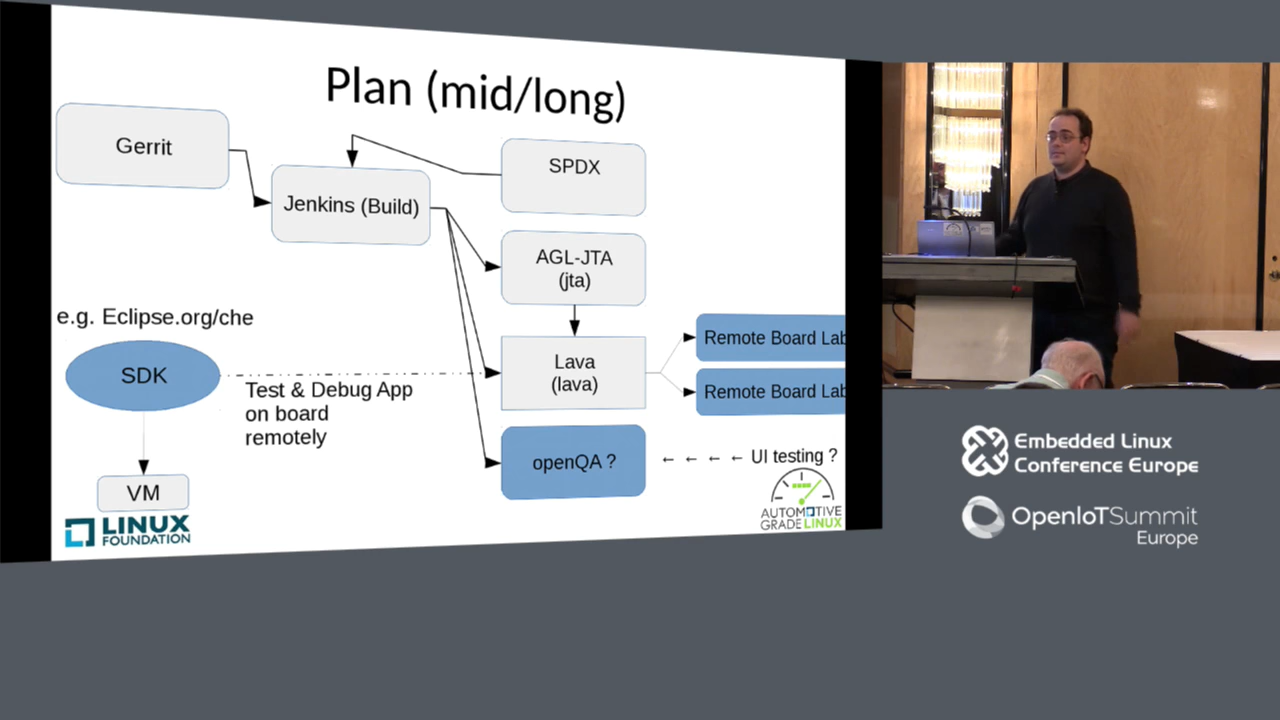 Plan (mid/long)
Gerrit
SPDX
Jenkins (Build)
AGL-JTA
(jta)
e.g. Eclipse.org/che
Remote Board Lab
SDK
Lava
(lava)
Test & Debug App
on board
remotely
Remote Board Lab
openQA ?
← ← ← ← UI testing ?
VM
LINUX
FOUNDATION
AUTOMOTIVE
GRADE LINUX
Embedded Linux
Conference Europe
OpenIoTSummit
Europe